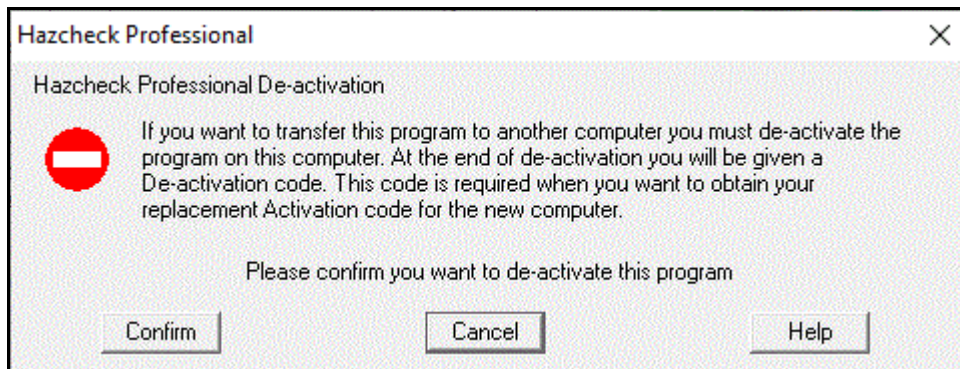 Hazcheck Professional
Hazcheck Professional De-activation
If you want to transfer this program to another computer you must de-activate the
program on this computer. At the end of de-activation you will be given a
De-activation code. This code is required when you want to obtain your
replacement Activation code for the new computer.
Please confirm you want to de-activate this program
Confirm
Cancel
Help